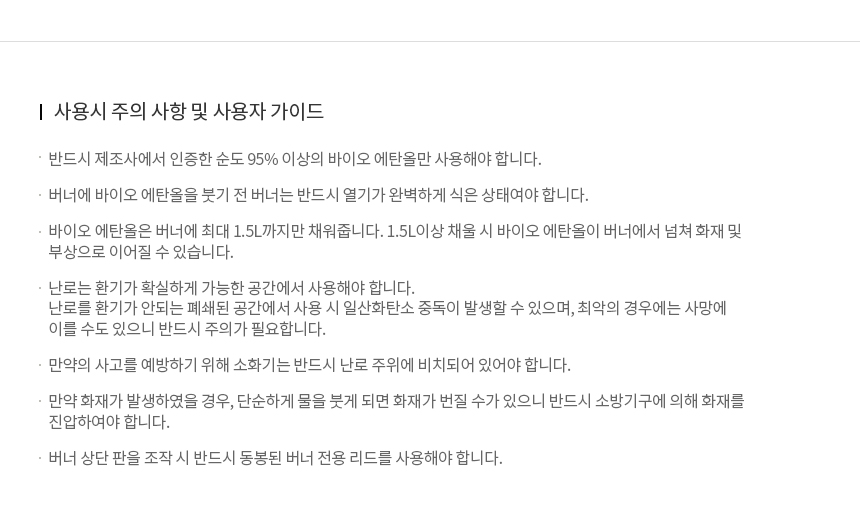 사용시 주의 사항 및 사용자 가이드
· 반드시 제조사에서 인증한 순도 95% 이상의 바이오 에탄올만 사용해야 합니다.
· 버너에 바이오 에탄올을 붓기 전 버너는 반드시 열기가 완벽하게 식은 상태여야 합니다.
· 바이오 에탄올은 버너에 최대 1.5L까지만 채워줍니다. 1.5L이상 채울 시 바이오 에탄올이 버너에서 넘쳐 화재 및
부상으로 이어질 수 있습니다.
· 난로는 환기가 확실하게 가능한 공간에서 사용해야 합니다.
난로를 환기가 안되는 폐쇄된 공간에서 사용 시 일산화탄소 중독이 발생할 수 있으며, 최악의 경우에는 사망에
이를 수도 있으니 반드시 주의가 필요합니다.
· 만약의 사고를 예방하기 위해 소화기는 반드시 난로 주위에 비치되어 있어야 합니다.
· 만약 화재가 발생하였을 경우, 단순하게 물을 붓게 되면 화재가 번질 수가 있으니 반드시 소방기구에 의해 화재를
진압하여야 합니다.
· 버너 상단 판을 조작 시 반드시 동봉된 버너 전용 리드를 사용해야 합니다.